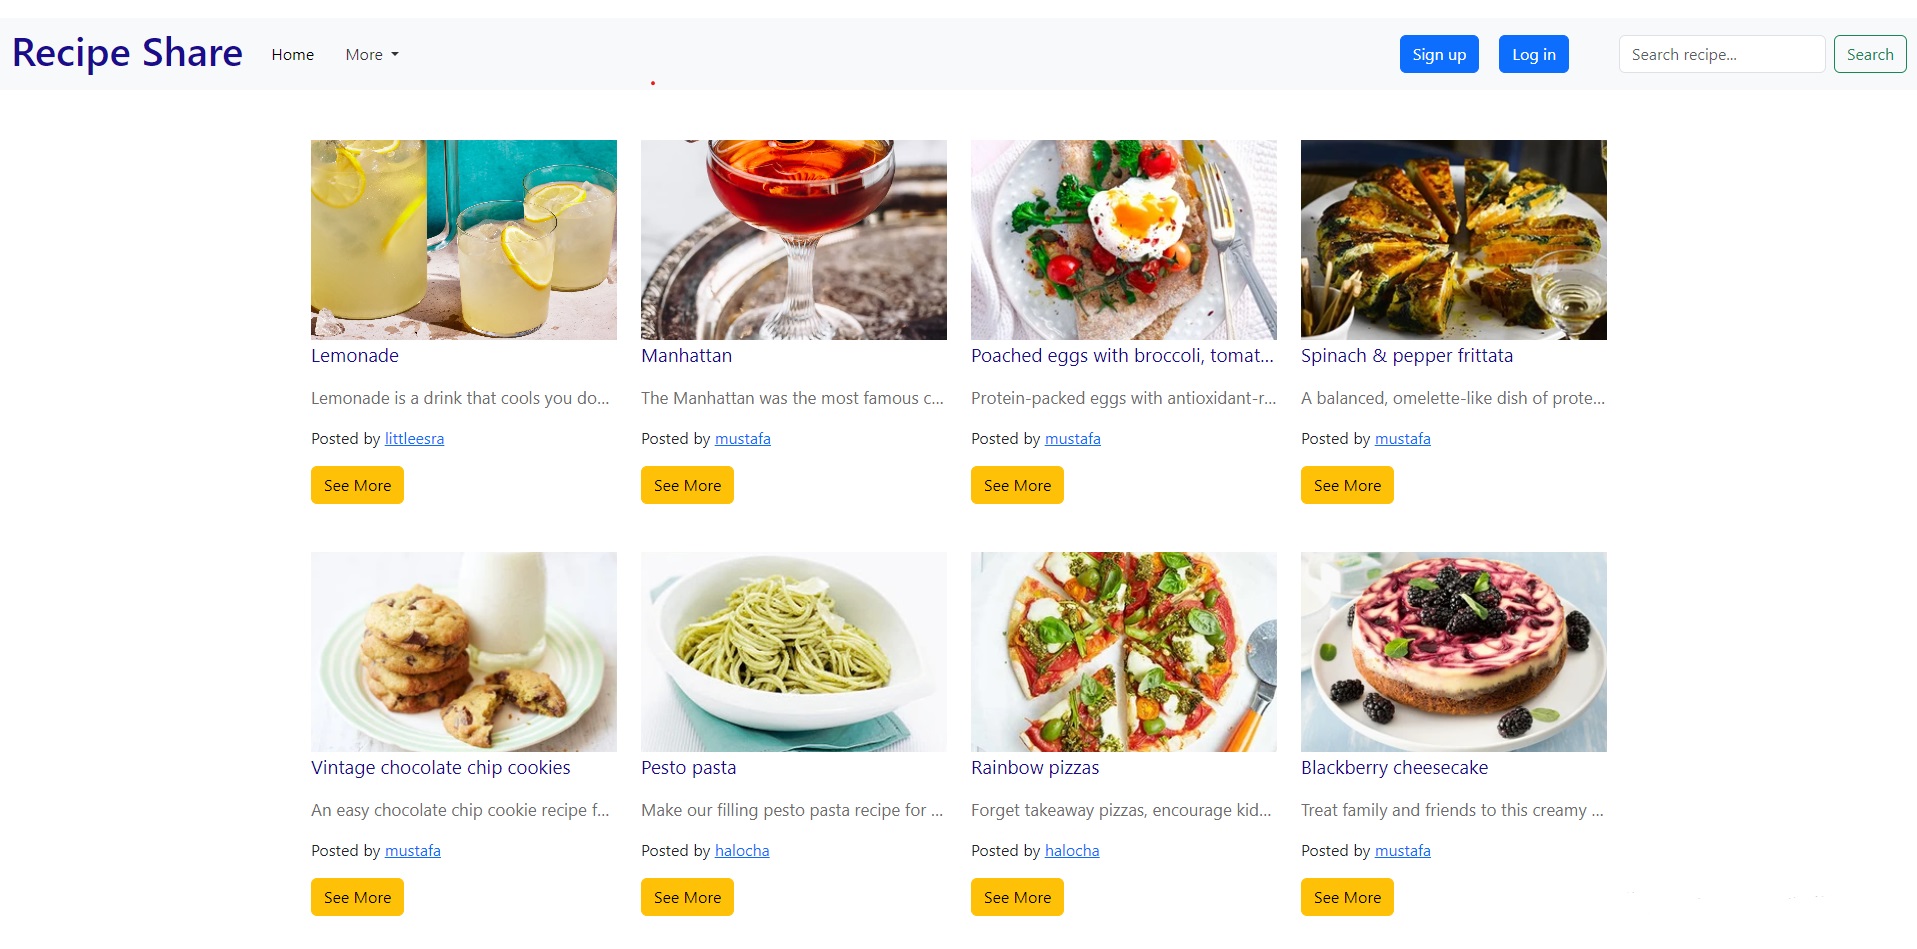 Recipe Share Home More Sign up Log in Search recipe... Search
Lemonade
Lemonade is a drink that cools you do...
Posted by littleesra
See More
Manhattan
The Manhattan was the most famous c...
Posted by mustafa
See More
Poached eggs with broccoli, tomat...
Protein-packed eggs with antioxidant-r...
Posted by mustafa
See More
Spinach & pepper frittata
A balanced, omelette-like dish of prote...
Posted by mustafa
See More
Vintage chocolate chip cookies
An easy chocolate chip cookie recipe f...
Posted by mustafa
See More
Pesto pasta
Make our filling pesto pasta recipe for ...
Posted by halocha
See More
Rainbow pizzas
Forget takeaway pizzas, encourage kid...
Posted by halocha
See More
Blackberry cheesecake
Treat family and friends to this creamy ...
Posted by mustafa
See More